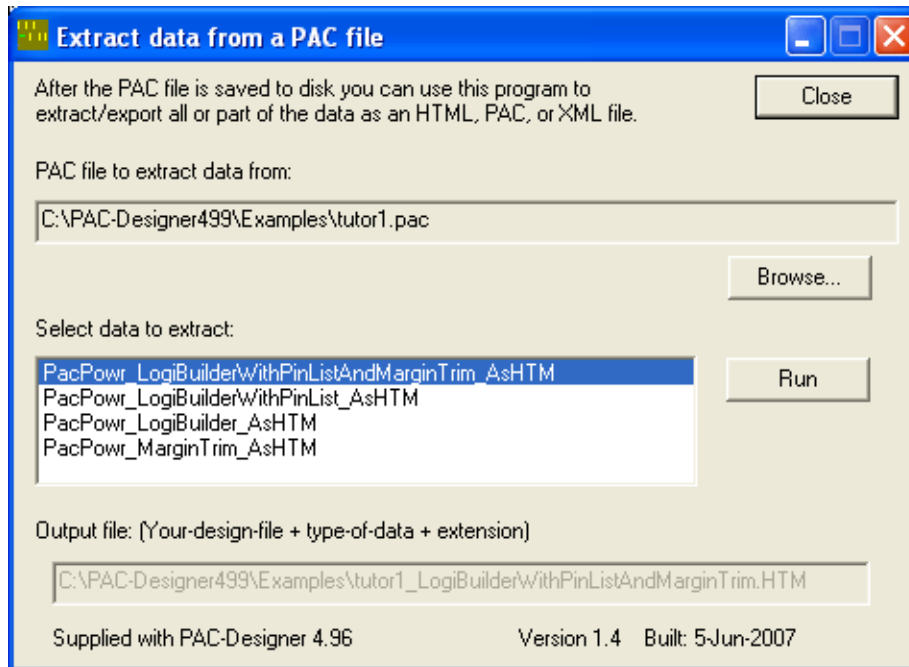 Extract data from a PAC file
After the PAC file is saved to disk you can use this program to
extract/export all or part of the data as an HTML, PAC, or XML file.
Close
PAC file to extract data from:
C:\PAC-Designer499\Examples\tutor1.pac
Browse...
Select data to extract:
PacPowr_LogiBuilderWithPinListAndMarginTrim_AsHTM
PacPowr_LogiBuilderWithPinList_AsHTM
PacPowr_LogiBuilder_AsHTM
PacPowr_MarginTrim_AsHTM
Run
Output file: (Your-design-file + type-of-data + extension)
C:\PAC-Designer499\Examples\tutor1_LogiBuilderWithPinListAndMarginTrim.HTM
Supplied with PAC-Designer 4.96 Version 1.4 Built: 5-Jun-2007